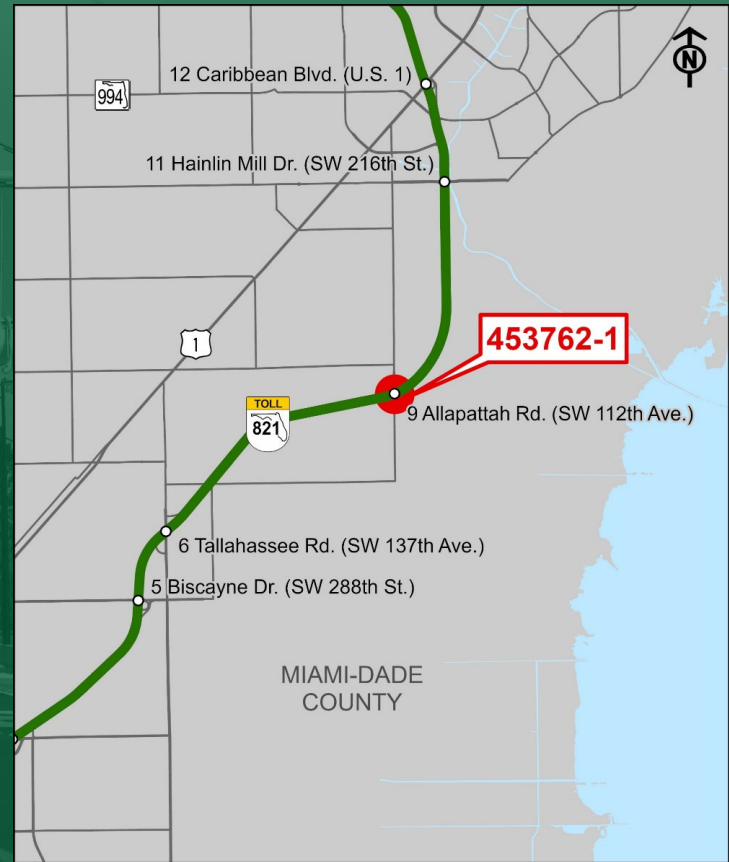 12 Caribbean Blvd. (U.S. 1)
N
994
11 Hainlin Mill Dr. (SW 216th St.)
453762-1
1
TOLL
821
9 Allapattah Rd. (SW 112th Ave.)
6 Tallahassee Rd. (SW 137th Ave.)
5 Biscayne Dr. (SW 288th St.)
MIAMI-DADE
COUNTY